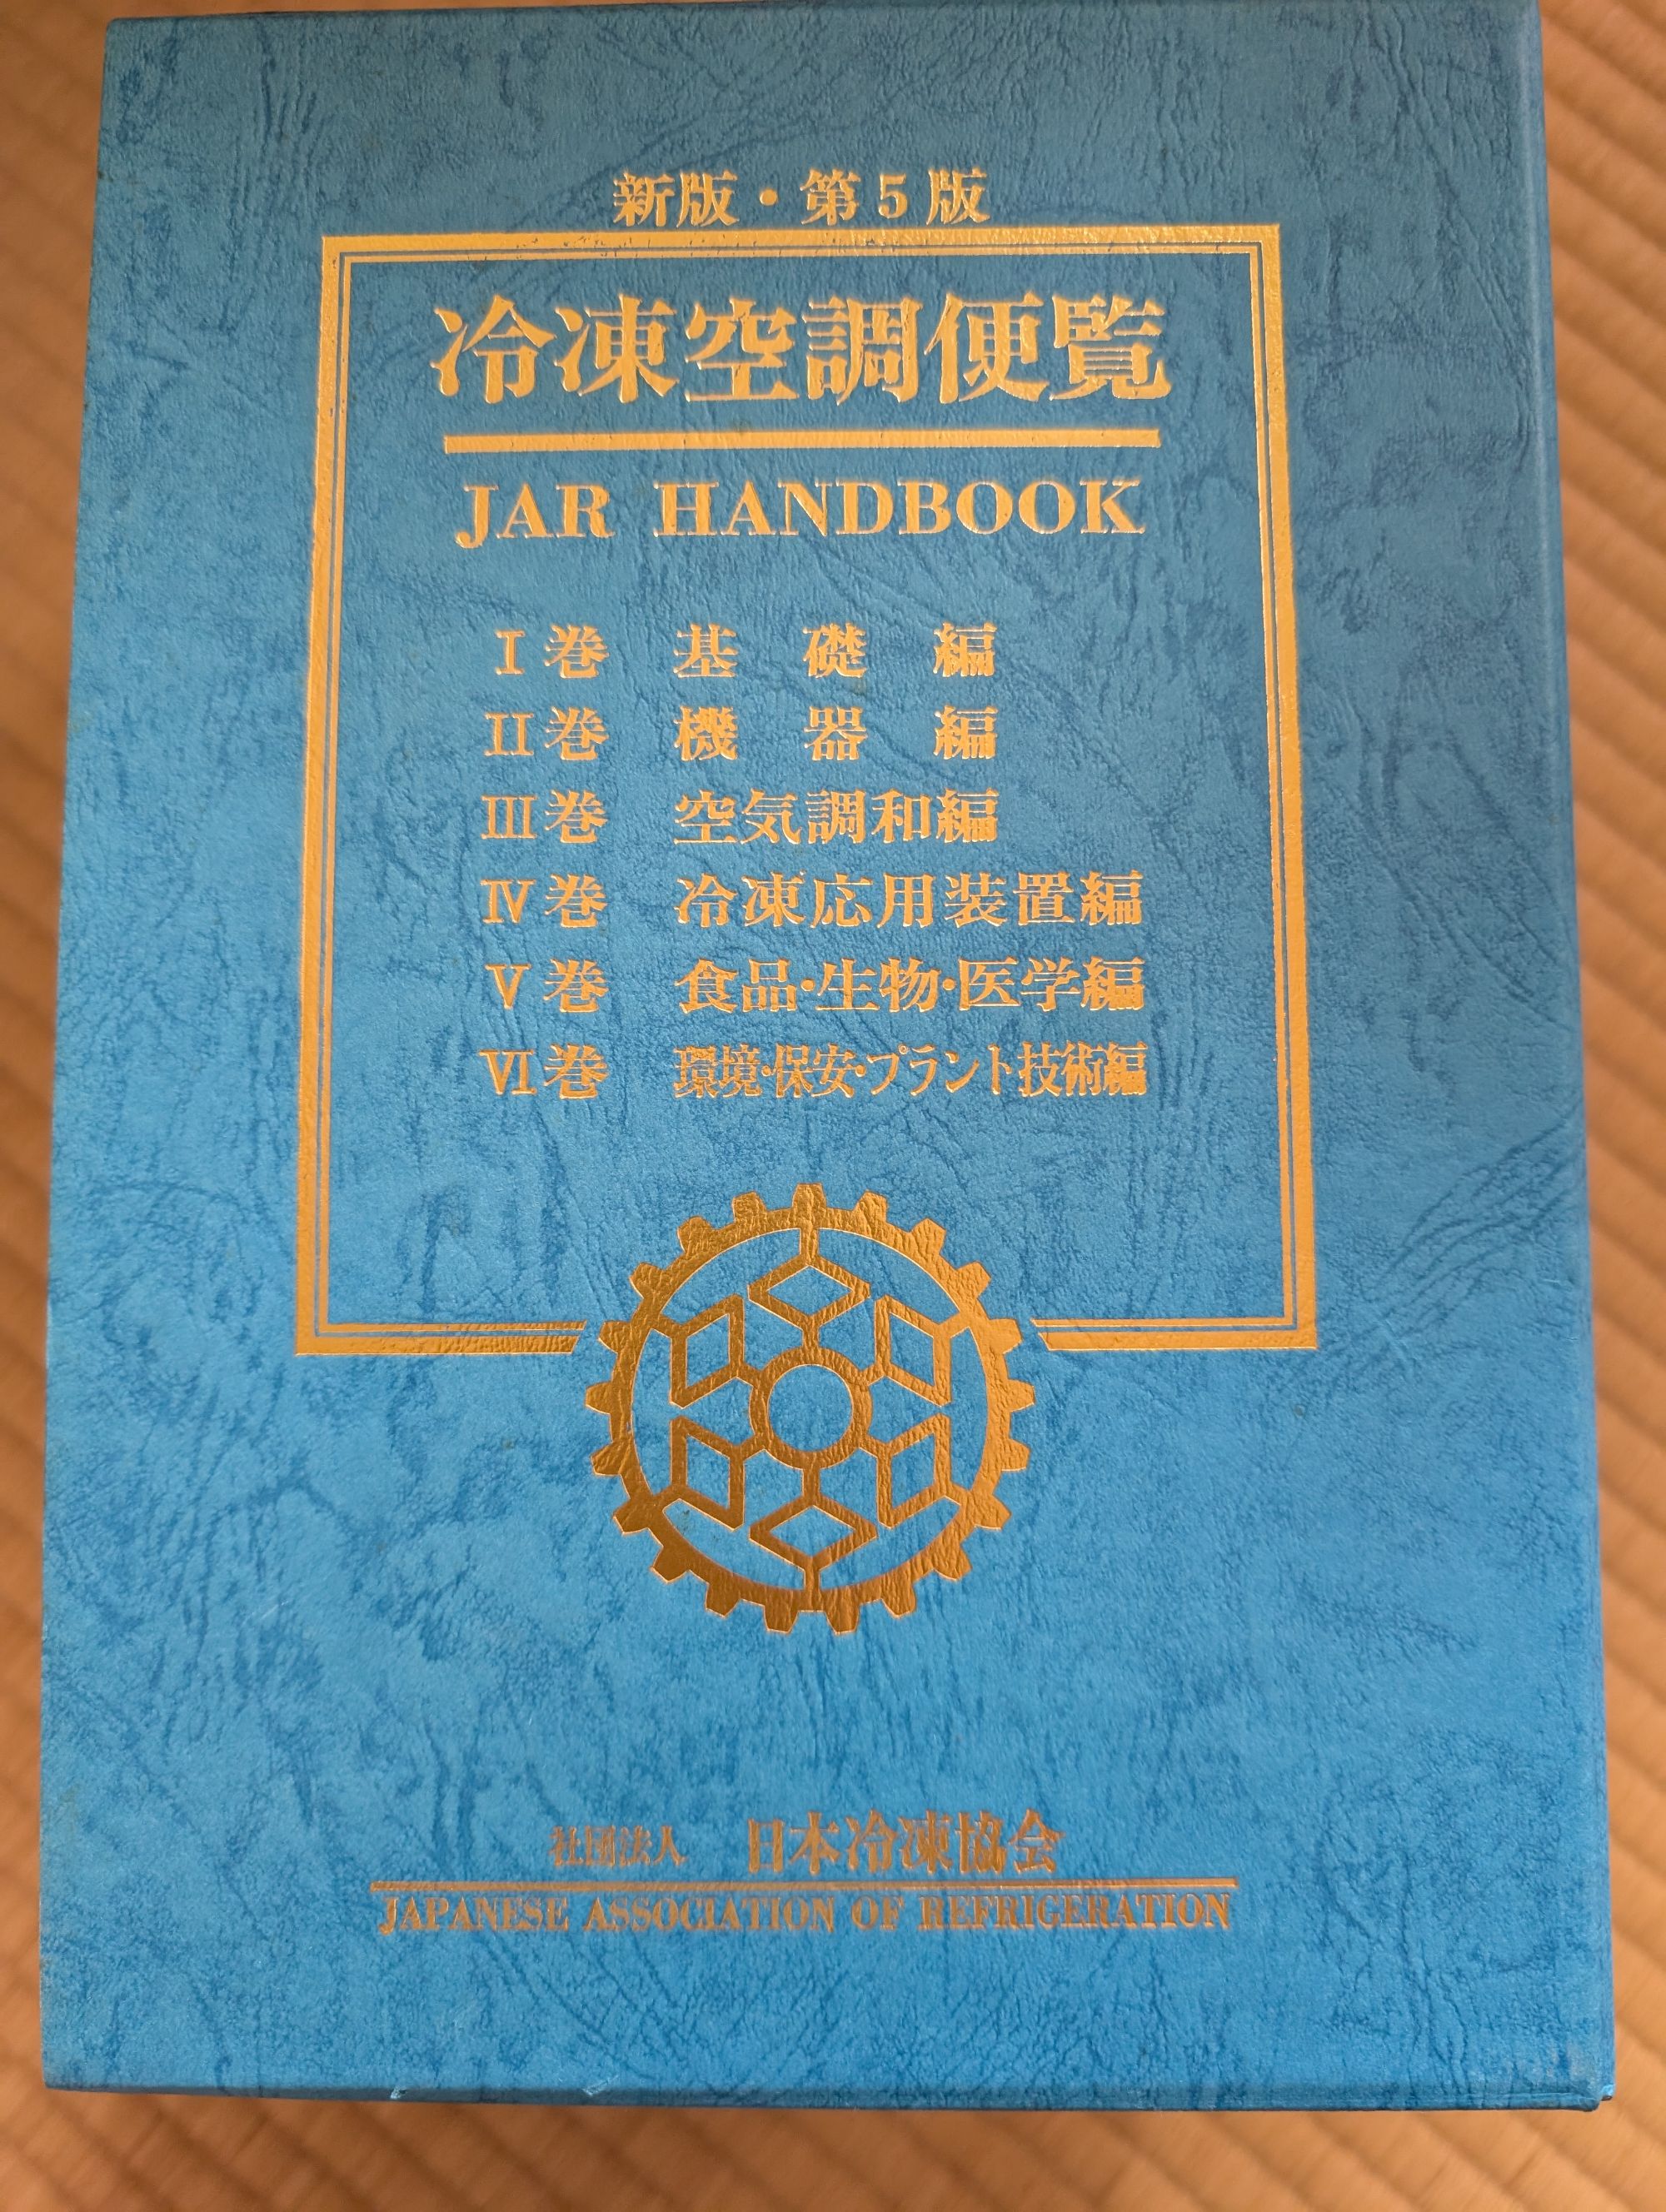 新版・第5版
冷凍空調便覧
JAR HANDBOOK
I巻 基礎編
II巻 機器編
III巻 空気調和編
IV巻 冷凍応用装置編
V巻 食品・生物・医学編
VI巻 環境・保安・プラント技術編
社団法人 日本冷凍協会
JAPANESE ASSOCIATION OF REFRIGERATION